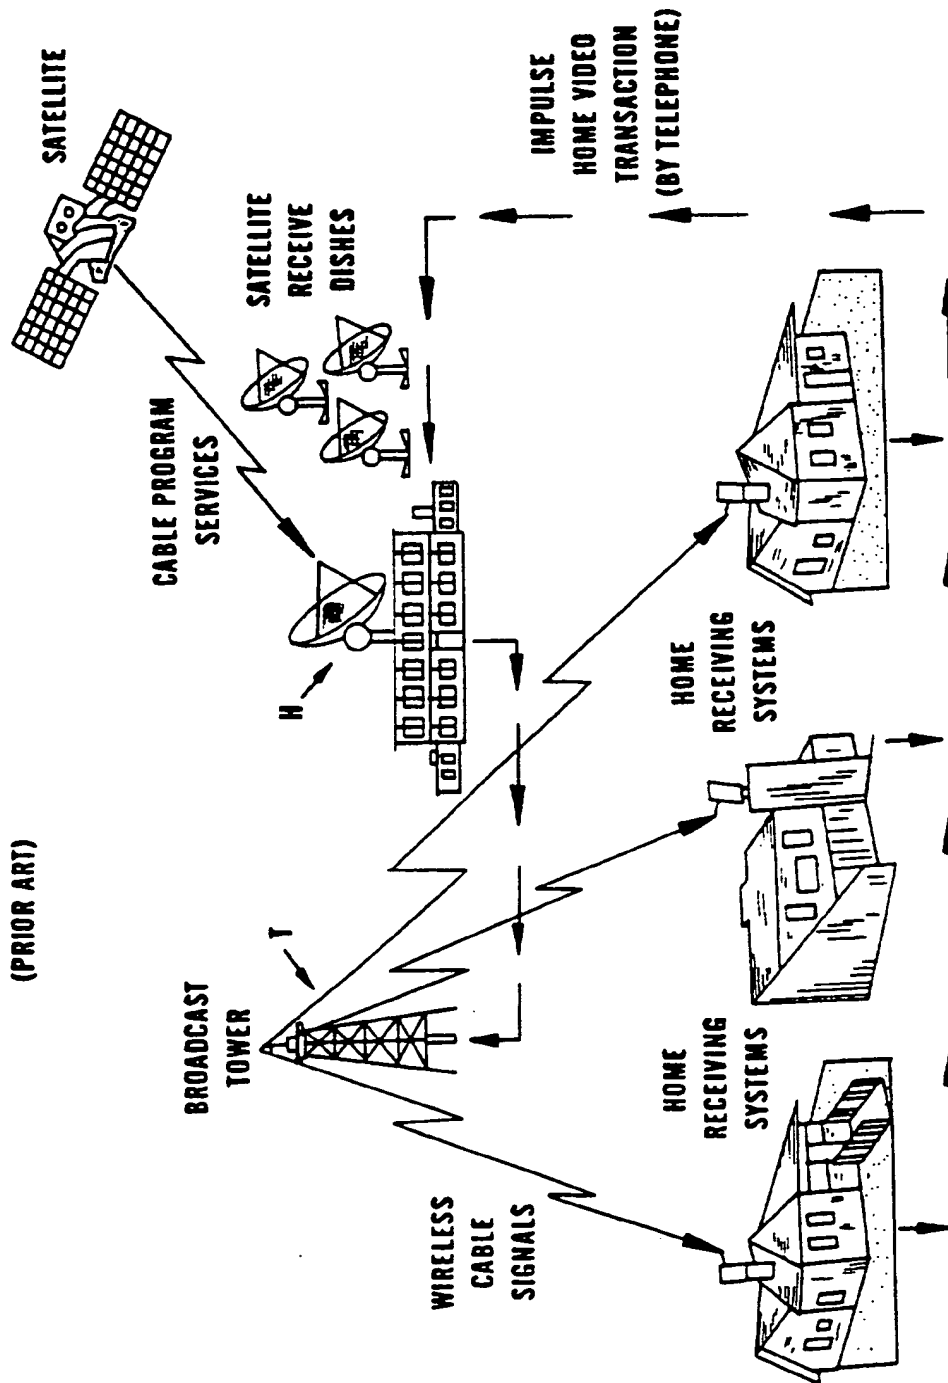 (PRIOR ART)
SATELLITE
CABLE PROGRAM
SERVICES
SATELLITE
RECEIVE
DISHES
H
BROADCAST
TOWER
T
WIRELESS
CABLE
SIGNALS
IMPULSE
HOME VIDEO
TRANSACTION
(BY TELEPHONE)
HOME
RECEIVING
SYSTEMS
HOME
RECEIVING
SYSTEMS